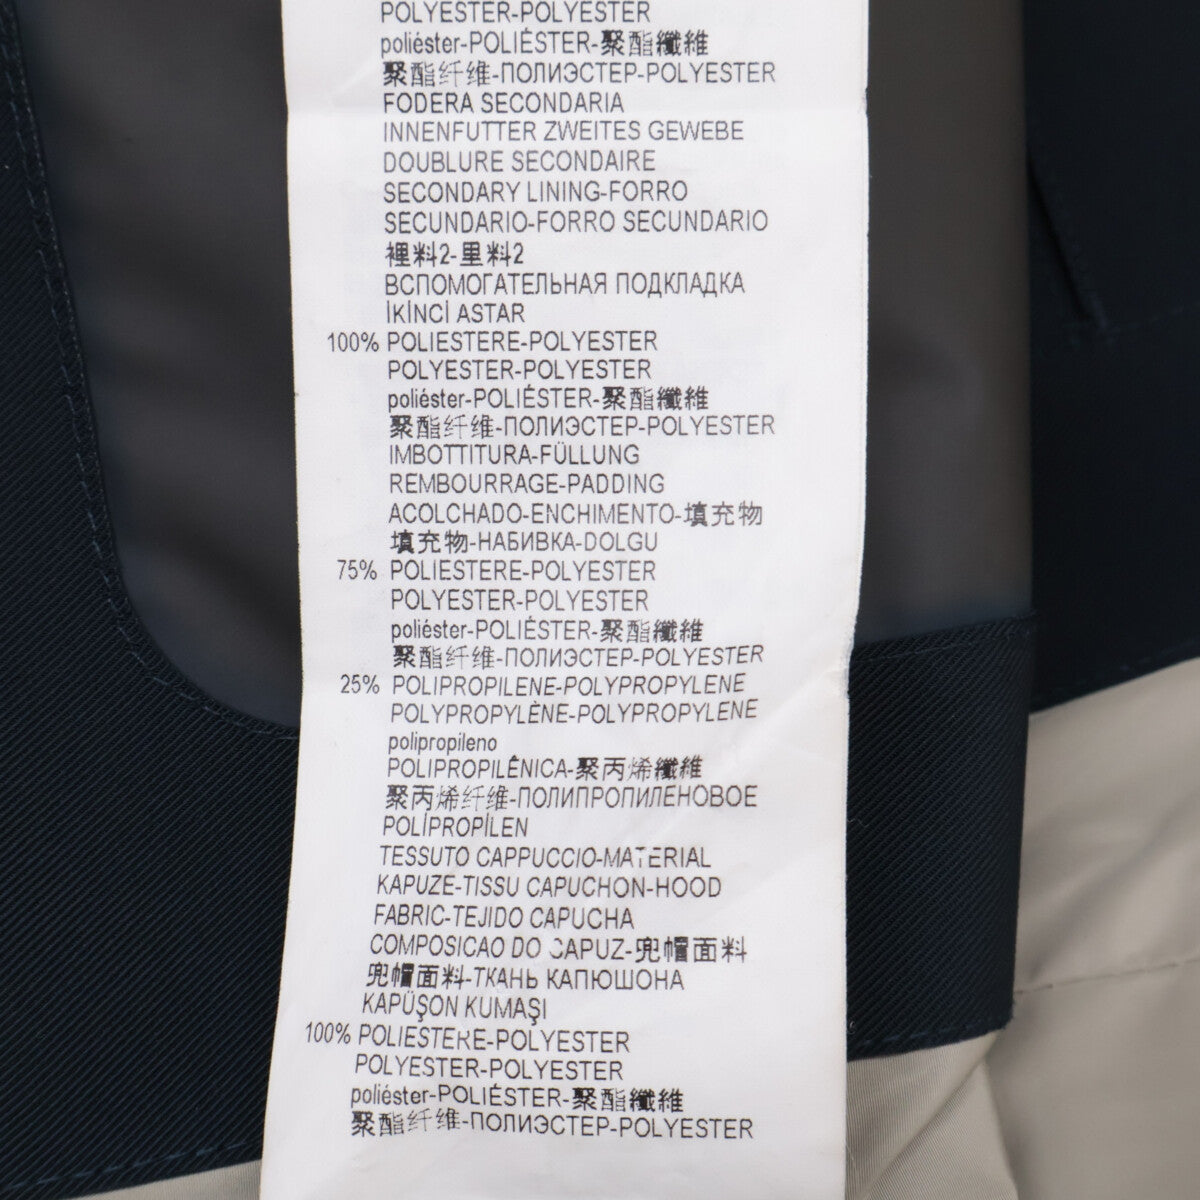 POLYESTER-POLYESTER
poliéster-POLIÉSTER-聚酯纖維
聚酯纤维-ПОЛИЭСТЕР-POLYESTER
FODERA SECONDARIA
INNENFUTTER ZWEITES GEWEBE
DOUBLURE SECONDAIRE
SECONDARY LINING-FORRO
SECUNDARIO-FORRO SECUNDARIO
裡料2-里料2
ВСПОМОГАТЕЛЬНАЯ ПОДКЛАДКА
İKİNCİ ASTAR
100% POLIESTERE-POLYESTER
POLYESTER-POLYESTER
poliéster-POLIÉSTER-聚酯纖維
聚酯纤维-ПОЛИЭСТЕР-POLYESTER
IMBOTTITURA-FÜLLUNG
REMBOURRAGE-PADDING
ACOLCHADO-ENCHIMENTO-填充物
填充物-НАБИВКА-DOLGU
75% POLIESTERE-POLYESTER
POLYESTER-POLYESTER
poliéster-POLIÉSTER-聚酯纖維
聚酯纤维-ПОЛИЭСТЕР-POLYESTER
25% POLIPROPILENE-POLYPROPYLENE
POLYPROPYLÈNE-POLYPROPYLENE
polipropileno
POLIPROPILÊNICA-聚丙烯纖維
聚丙烯纤维-ПОЛИПРОПИЛЕНОВОЕ
POLİPROPİLEN
TESSUTO CAPPUCCIO-MATERIAL
KAPUZE-TISSU CAPUCHON-HOOD
FABRIC-TEJIDO CAPUCHA
COMPOSICAO DO CAPUZ-兜帽面料
兜帽面料-ТКАНЬ КАПЮШОНА
KAPÜŞON KUMAŞI
100% POLIESTERE-POLYESTER
POLYESTER-POLYESTER
poliéster-POLIÉSTER-聚酯纖維
聚酯纤维-ПОЛИЭСТЕР-POLYESTER